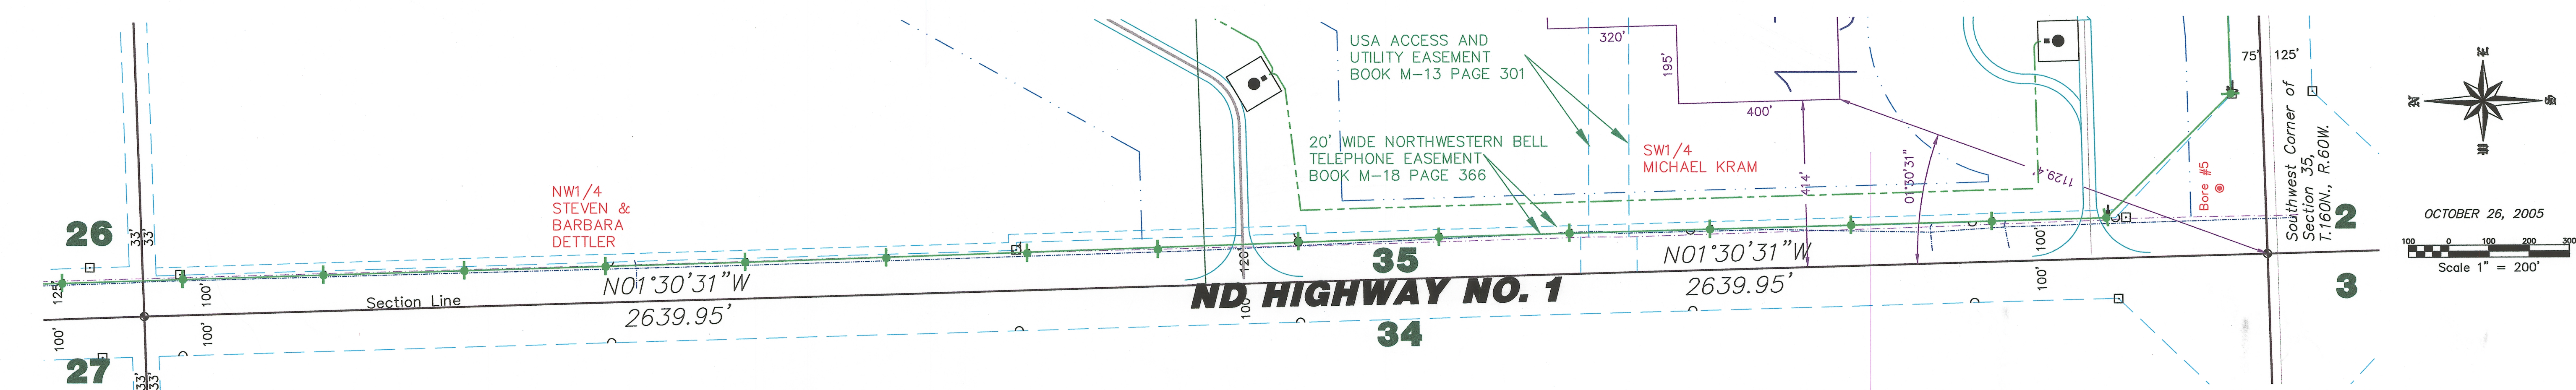 USA ACCESS AND
UTILITY EASEMENT
BOOK M-13 PAGE 301
320'
195'
400'
75'
125'
20' WIDE NORTHWESTERN BELL
TELEPHONE EASEMENT
BOOK M-18 PAGE 366
SW1/4
MICHAEL KRAM
414'
01°30'31"
1129.4'
Bore #5
Southwest Corner of
Section 35,
T.160N., R.60W.
NW1/4
STEVEN &
BARBARA
DETTLER
26
33'
33'
125'
100'
100'
100'
Section Line
N01°30'31"W
2639.95'
120'
100'
35
ND HIGHWAY NO. 1
34
N01°30'31"W
2639.95'
100'
100'
2
3
27
33'
33'
E
N
S
W
OCTOBER 26, 2005
100 0 100 200 300
Scale 1" = 200'